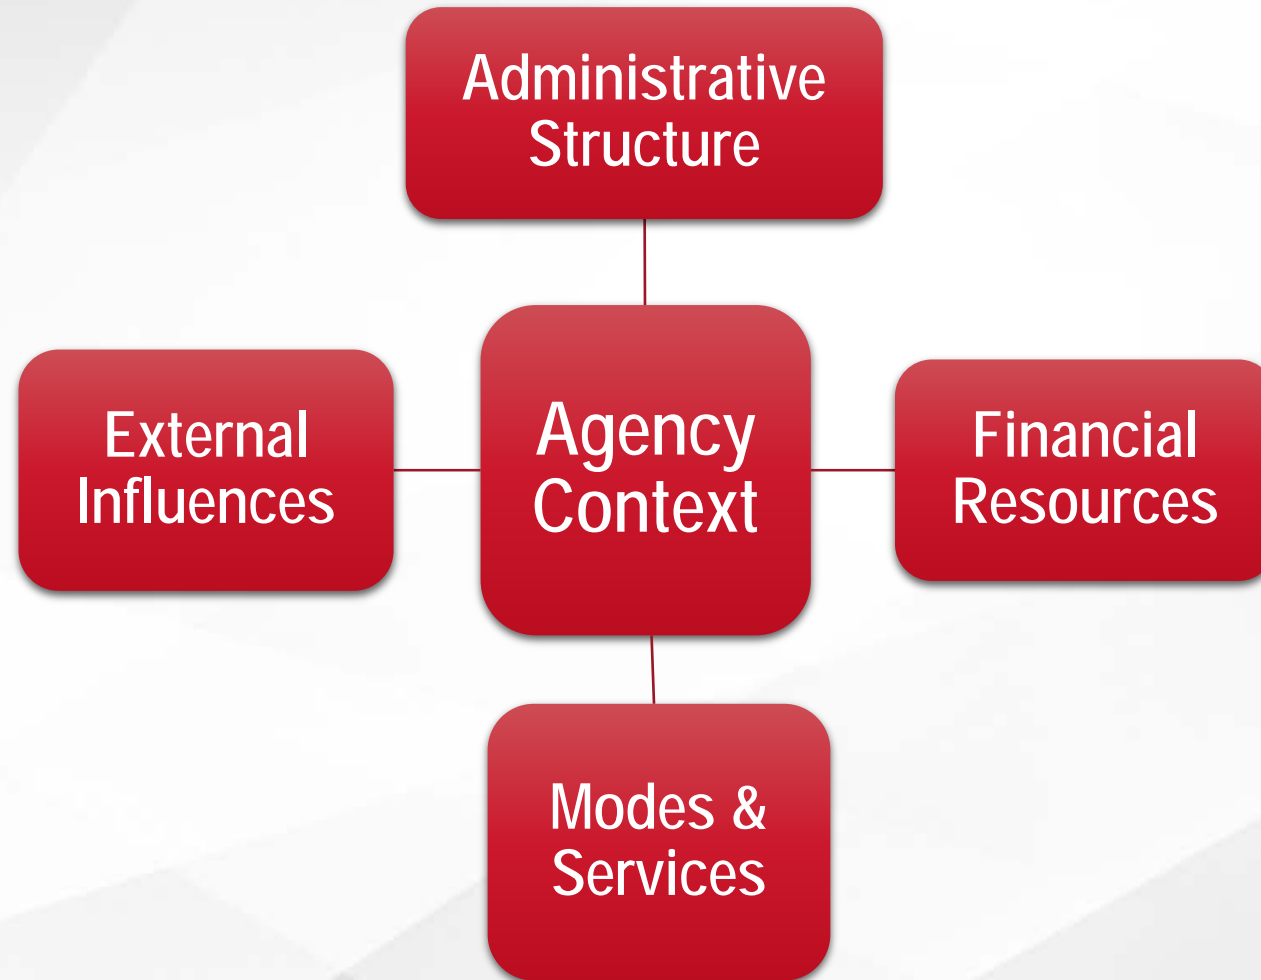 Administrative
Structure
External
Influences
Agency
Context
Financial
Resources
Modes &
Services